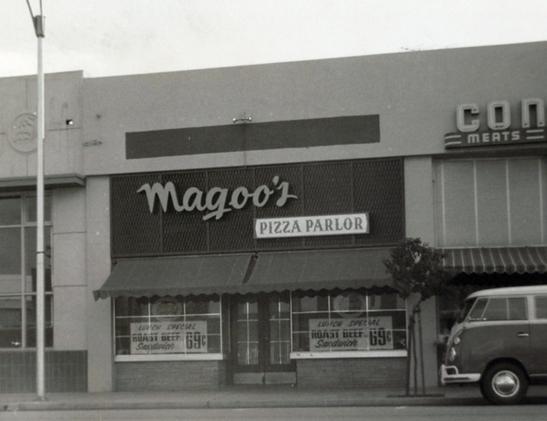 Magoo's
PIZZA PARLOR
CON
MEATS
LUNCH SPECIAL
ROAST BEEF 69¢
Sandwich
LUNCH SPECIAL
ROAST BEEF 69¢
Sandwich